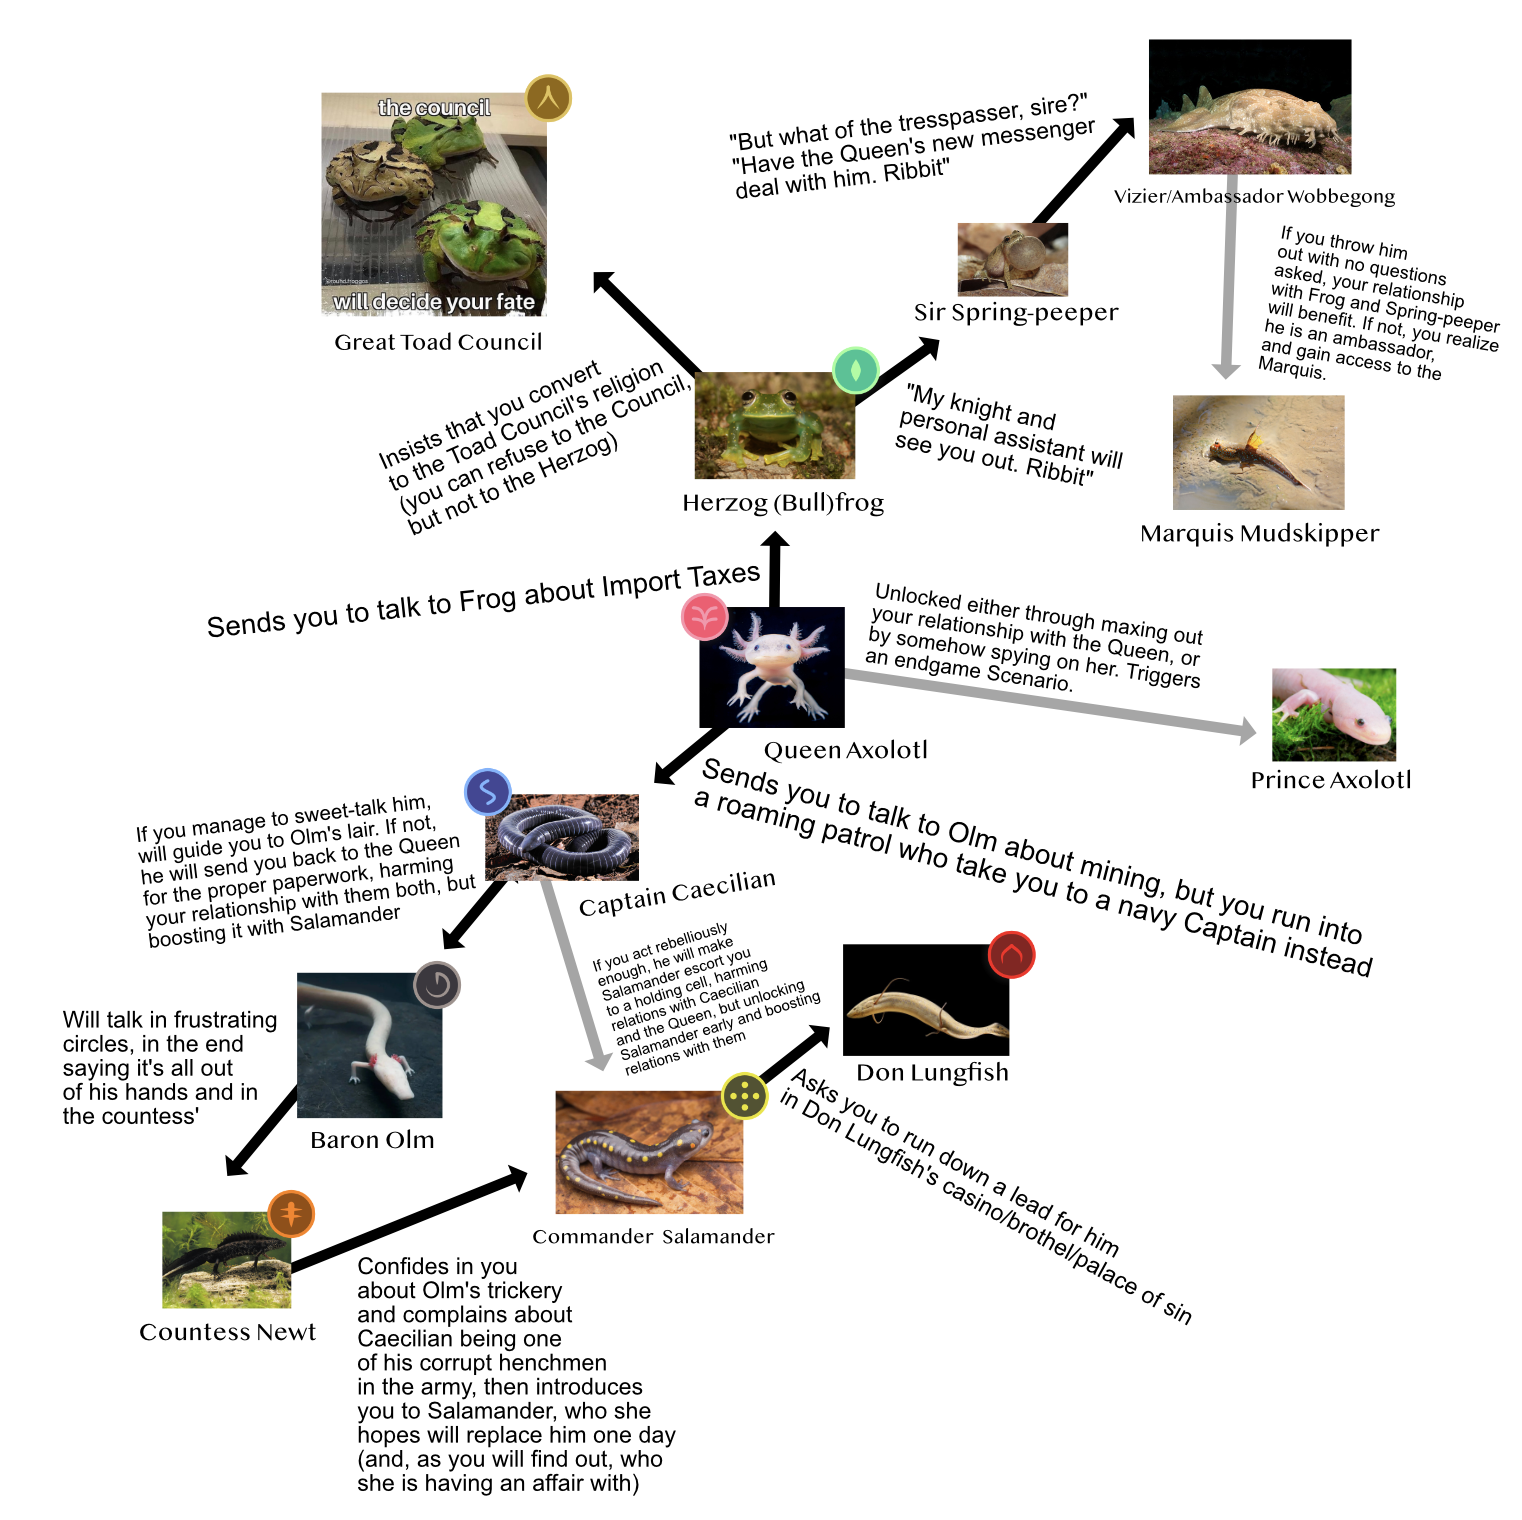 the council
@round.froggos
will decide your fate
Great Toad Council
"But what of the tresspasser, sire?"
"Have the Queen's new messenger
deal with him. Ribbit"
Vizier/Ambassador Wobbegong
Sir Spring-peeper
If you throw him
out with no questions
asked, your relationship
with Frog and Spring-peeper
will benefit. If not, you realize
he is an ambassador,
and gain access to the
Marquis.
Insists that you convert
to the Toad Council's religion
(you can refuse to the Council,
but not to the Herzog)
Herzog (Bull)frog
"My knight and
personal assistant will
see you out. Ribbit"
Marquis Mudskipper
Sends you to talk to Frog about Import Taxes
Unlocked either through maxing out
your relationship with the Queen, or
by somehow spying on her. Triggers
an endgame Scenario.
Queen Axolotl
Prince Axolotl
Sends you to talk to Olm about mining, but you run into
a roaming patrol who take you to a navy Captain instead
If you manage to sweet-talk him,
will guide you to Olm's lair. If not,
he will send you back to the Queen
for the proper paperwork, harming
your relationship with them both, but
boosting it with Salamander
Captain Caecilian
If you act rebelliously
enough, he will make
Salamander escort you
to a holding cell, harming
relations with Caecilian
and the Queen, but unlocking
Salamander early and boosting
relations with them
Don Lungfish
Will talk in frustrating
circles, in the end
saying it's all out
of his hands and in
the countess'
Baron Olm
Asks you to run down a lead for him
in Don Lungfish's casino/brothel/palace of sin
Commander Salamander
Countess Newt
Confides in you
about Olm's trickery
and complains about
Caecilian being one
of his corrupt henchmen
in the army, then introduces
you to Salamander, who she
hopes will replace him one day
(and, as you will find out, who
she is having an affair with)